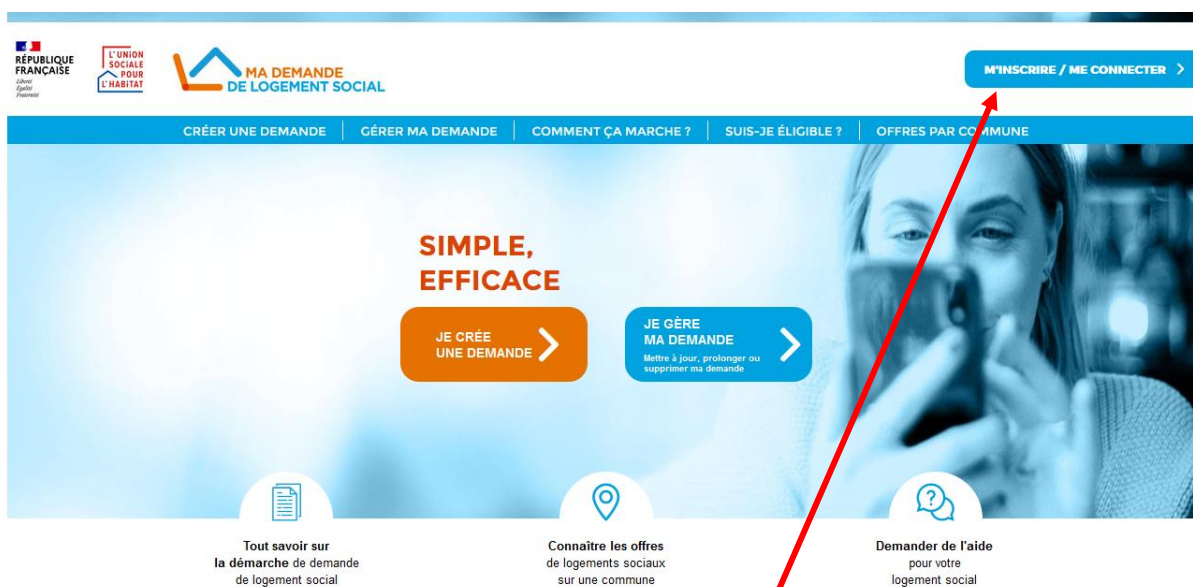 RÉPUBLIQUE
FRANÇAISE
Liberté
Égalité
Fraternité
L'UNION
SOCIALE
POUR
L'HABITAT
MA DEMANDE
DE LOGEMENT SOCIAL
M'INSCRIRE / ME CONNECTER
CRÉER UNE DEMANDE
GÉRER MA DEMANDE
COMMENT ÇA MARCHE ?
SUIS-JE ÉLIGIBLE ?
OFFRES PAR COMMUNE
SIMPLE,
EFFICACE
JE CRÉE
UNE DEMANDE
JE GÈRE
MA DEMANDE
Mettre à jour, prolonger ou
supprimer ma demande
Tout savoir sur
la démarche de demande
de logement social
Connaître les offres
de logements sociaux
sur une commune
Demander de l'aide
pour votre
logement social